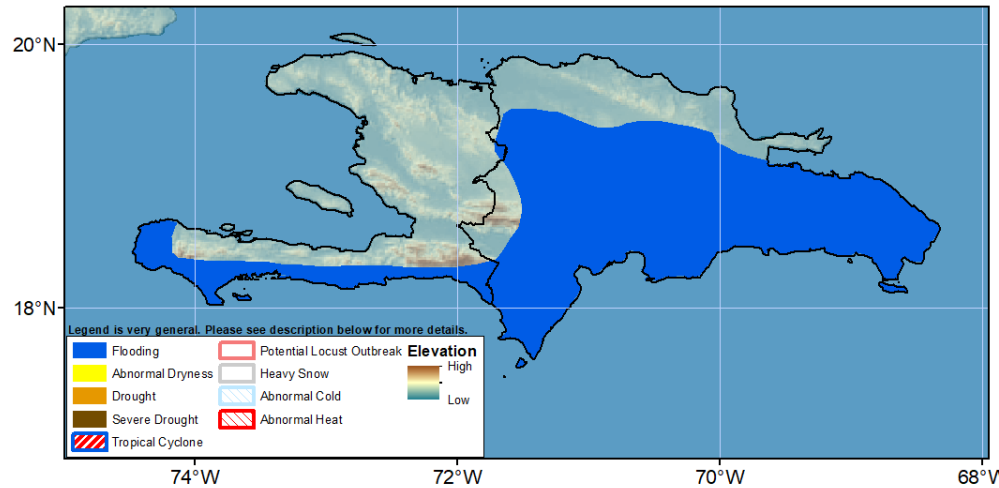 20°N
18°N
Legend is very general. Please see description below for more details.
Flooding
Abnormal Dryness
Drought
Severe Drought
Tropical Cyclone
Potential Locust Outbreak
Heavy Snow
Abnormal Cold
Abnormal Heat
Elevation
High
Low
74°W
72°W
70°W
68°W